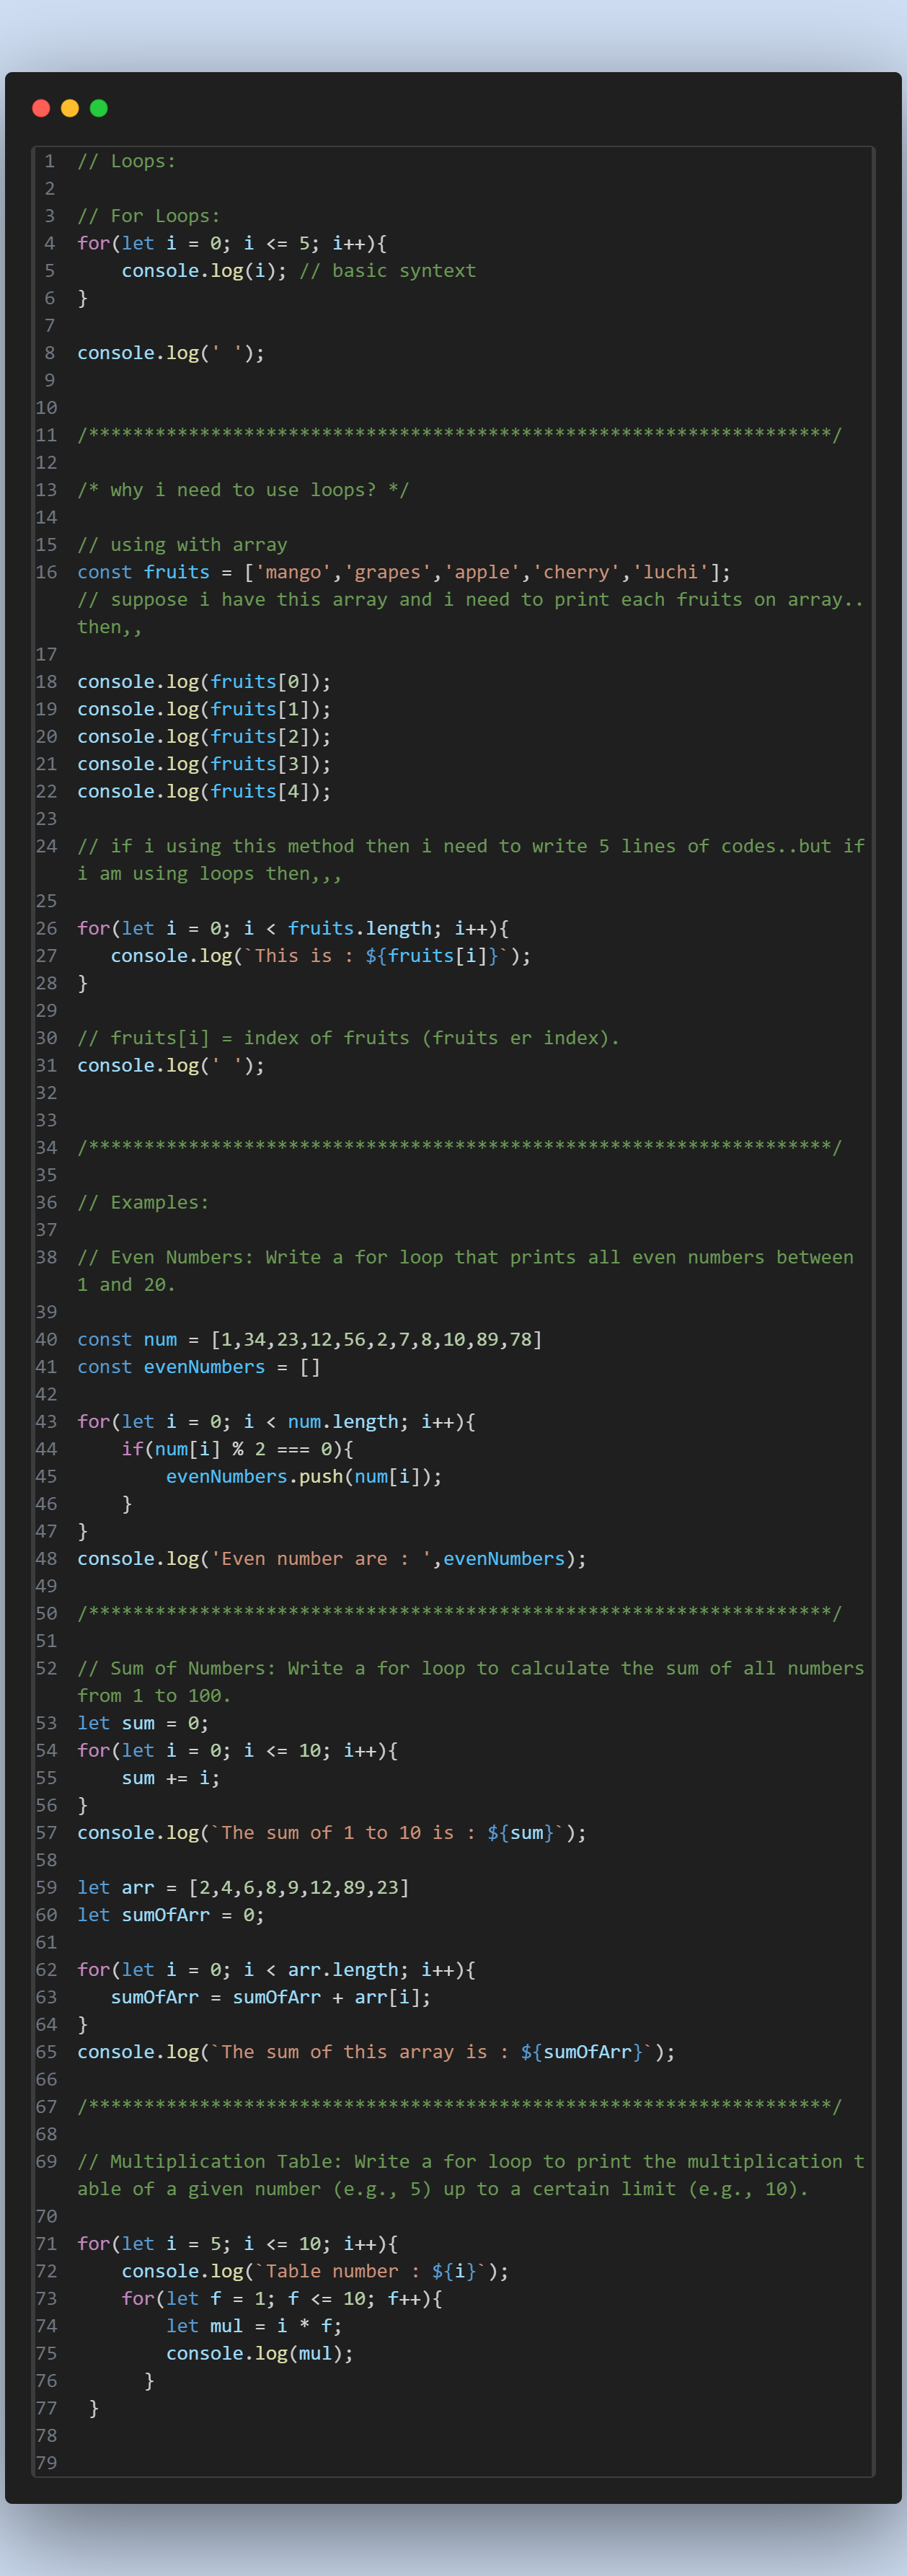 1 // Loops:
2
3 // For Loops:
4 for(let i = 0; i <= 5; i++){
5     console.log(i); // basic syntext
6 }
7
8 console.log(' ');
9
10
11 /*******************************************************************/
12
13 /* why i need to use loops? */
14
15 // using with array
16 const fruits = ['mango','grapes','apple','cherry','luchi'];
// suppose i have this array and i need to print each fruits on array..
then,,
17
18 console.log(fruits[0]);
19 console.log(fruits[1]);
20 console.log(fruits[2]);
21 console.log(fruits[3]);
22 console.log(fruits[4]);
23
24 // if i using this method then i need to write 5 lines of codes..but if
i am using loops then,,,
25
26 for(let i = 0; i < fruits.length; i++){
27    console.log(`This is : ${fruits[i]}`);
28 }
29
30 // fruits[i] = index of fruits (fruits er index).
31 console.log(' ');
32
33
34 /*******************************************************************/
35
36 // Examples:
37
38 // Even Numbers: Write a for loop that prints all even numbers between
1 and 20.
39
40 const num = [1,34,23,12,56,2,7,8,10,89,78]
41 const evenNumbers = []
42
43 for(let i = 0; i < num.length; i++){
44     if(num[i] % 2 === 0){
45         evenNumbers.push(num[i]);
46     }
47 }
48 console.log('Even number are : ',evenNumbers);
49
50 /*******************************************************************/
51
52 // Sum of Numbers: Write a for loop to calculate the sum of all numbers
from 1 to 100.
53 let sum = 0;
54 for(let i = 0; i <= 10; i++){
55     sum += i;
56 }
57 console.log(`The sum of 1 to 10 is : ${sum}`);
58
59 let arr = [2,4,6,8,9,12,89,23]
60 let sumOfArr = 0;
61
62 for(let i = 0; i < arr.length; i++){
63    sumOfArr = sumOfArr + arr[i];
64 }
65 console.log(`The sum of this array is : ${sumOfArr}`);
66
67 /*******************************************************************/
68
69 // Multiplication Table: Write a for loop to print the multiplication t
able of a given number (e.g., 5) up to a certain limit (e.g., 10).
70
71 for(let i = 5; i <= 10; i++){
72     console.log(`Table number : ${i}`);
73     for(let f = 1; f <= 10; f++){
74         let mul = i * f;
75         console.log(mul);
76       }
77  }
78
79